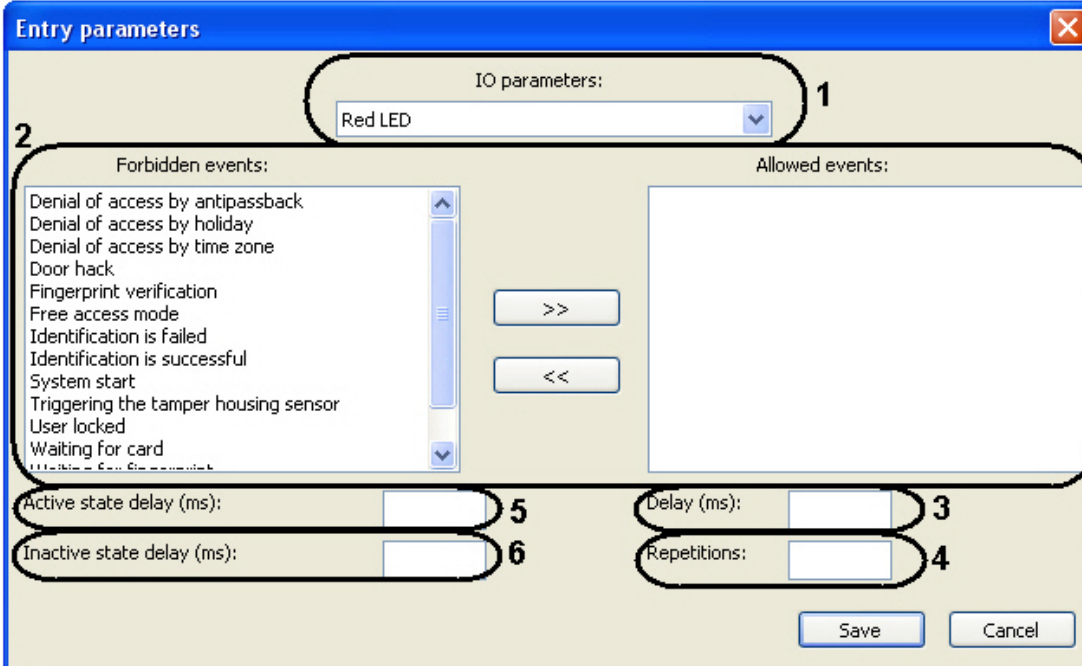 Entry parameters
IO parameters:
1
Red LED
2
Forbidden events:
Allowed events:
Denial of access by antipassback
Denial of access by holiday
Denial of access by time zone
Door hack
Fingerprint verification
>>
Free access mode
Identification is failed
Identification is successful
<<
System start
Triggering the tamper housing sensor
User locked
Waiting for card
Waiting for fingerprint
Active state delay (ms):
5
Delay (ms):
3
Inactive state delay (ms):
6
Repetitions:
4
Save
Cancel